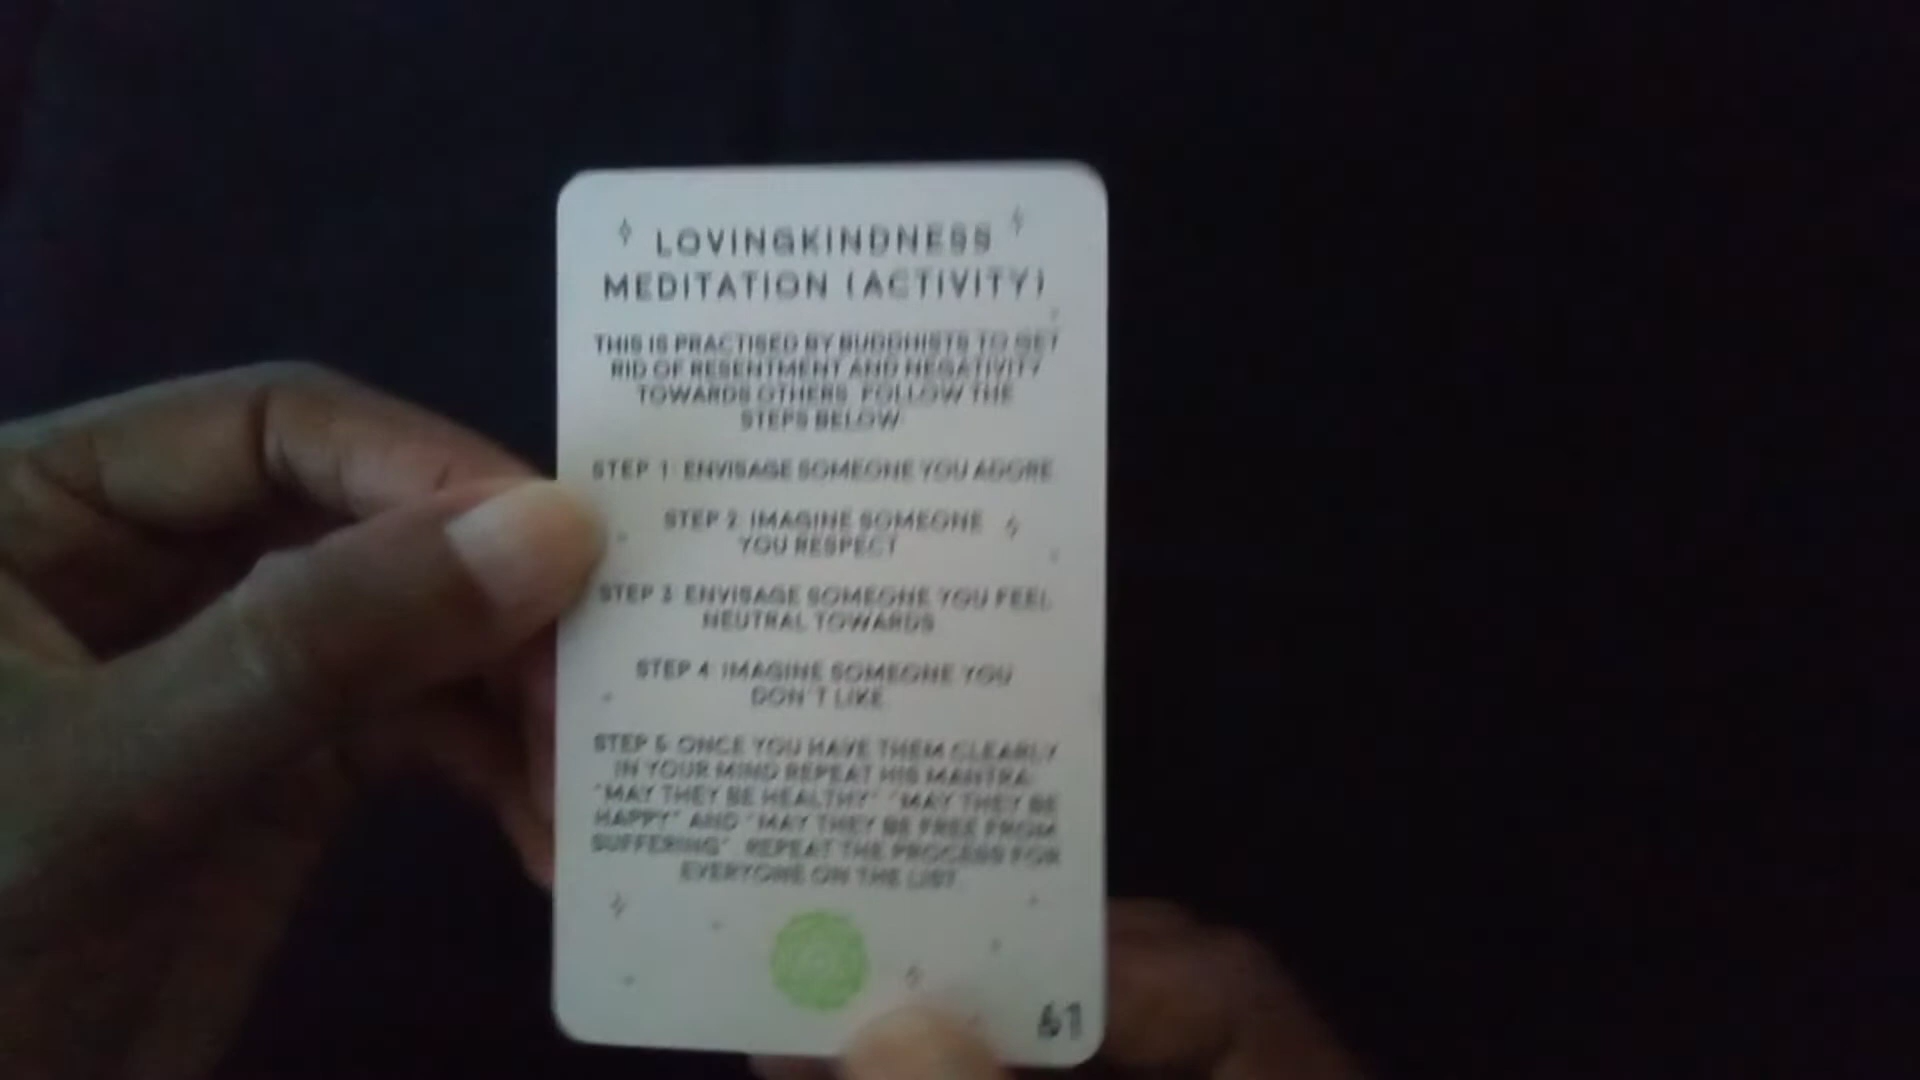 LOVINGKINDNESS
MEDITATION (ACTIVITY)
THIS IS PRACTISED BY BUDDHISTS TO GET
RID OF RESENTMENT AND NEGATIVITY
TOWARDS OTHERS. FOLLOW THE
STEPS BELOW:
STEP 1: ENVISAGE SOMEONE YOU ADORE
STEP 2: IMAGINE SOMEONE
YOU RESPECT
STEP 3: ENVISAGE SOMEONE YOU FEEL
NEUTRAL TOWARDS
STEP 4: IMAGINE SOMEONE YOU
DON'T LIKE
STEP 5: ONCE YOU HAVE THEM CLEARLY
IN YOUR MIND REPEAT HIS MANTRA:
"MAY THEY BE HEALTHY" "MAY THEY BE
HAPPY" AND "MAY THEY BE FREE FROM
SUFFERING". REPEAT THE PROCESS FOR
EVERYONE ON THE LIST.
61